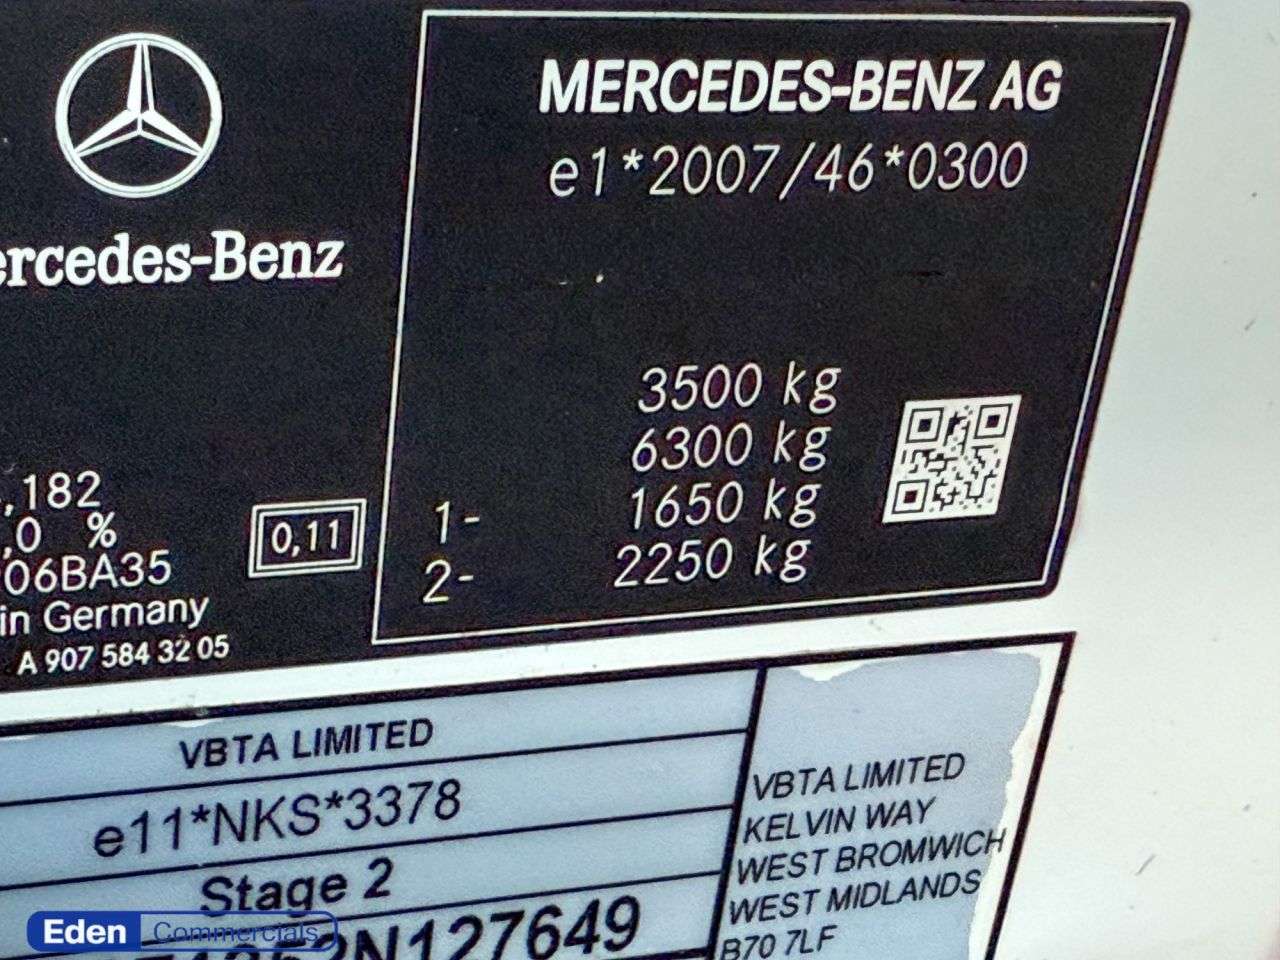 MERCEDES-BENZ AG
e1*2007/46*0300
Mercedes-Benz
3500 kg
6300 kg
1- 1650 kg
2- 2250 kg
,182
,0 %
06BA35
in Germany
A 907 584 32 05
0,11
VBTA LIMITED
e11*NKS*3378
Stage 2
2N127649
VBTA LIMITED
KELVIN WAY
WEST BROMWICH
WEST MIDLANDS
B70 7LF
Eden Commercials